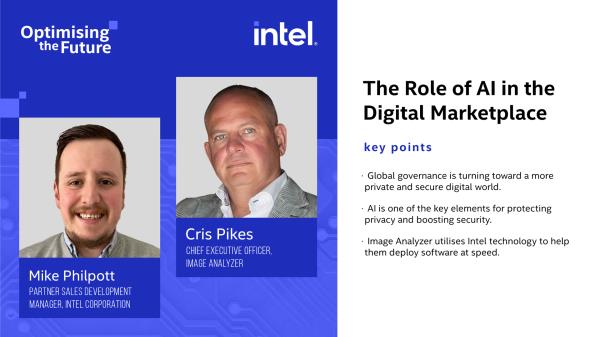 Optimising
the Future
intel.
Mike Philpott
PARTNER SALES DEVELOPMENT
MANAGER, INTEL CORPORATION
Cris Pikes
CHIEF EXECUTIVE OFFICER,
IMAGE ANALYZER
The Role of AI in the
Digital Marketplace
key points
· Global governance is turning toward a more
private and secure digital world.
· AI is one of the key elements for protecting
privacy and boosting security.
· Image Analyzer utilises Intel technology to help
them deploy software at speed.